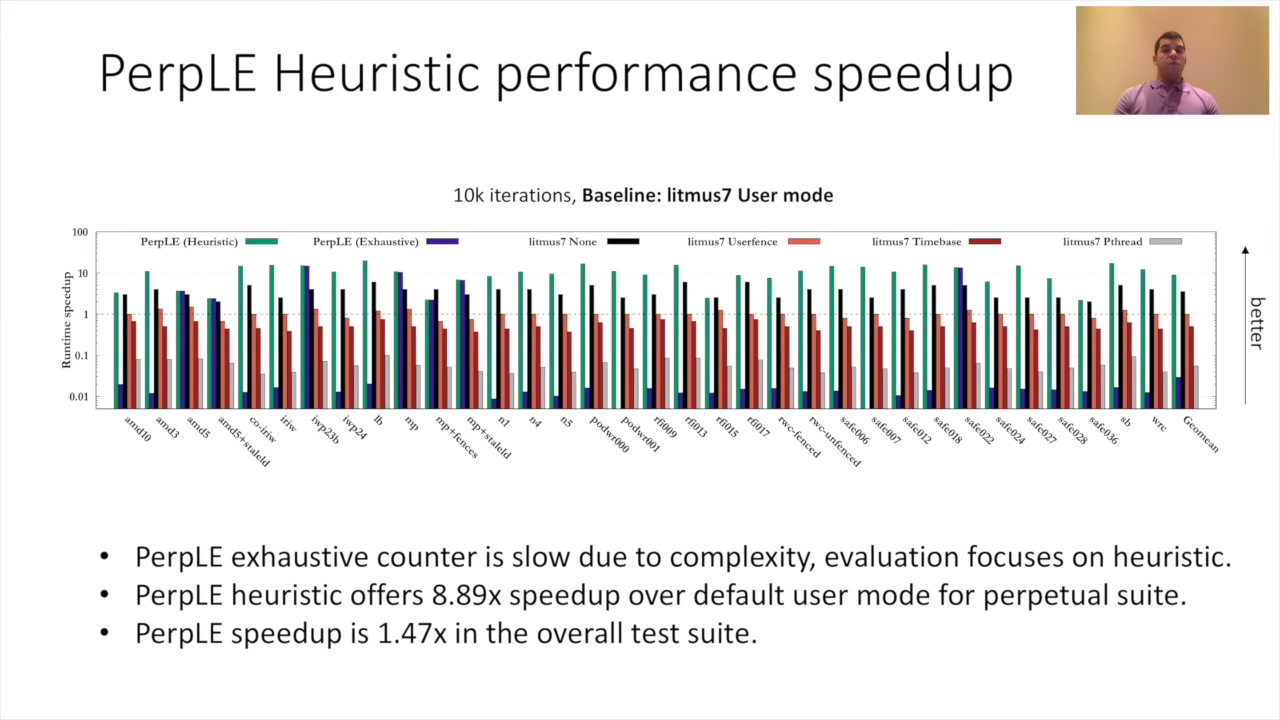 PerpLE Heuristic performance speedup
10k iterations, Baseline: litmus7 User mode
PerpLE (Heuristic) PerpLE (Exhaustive) litmus7 None litmus7 Userfence litmus7 Timebase litmus7 Pthread
Runtime speedup
100
10
1
0.1
0.01
better
amd10 amd3 amd5 amd5+staleld co-iriw iriw iwp23b iwp24 lb mp mp+fences mp+staleld n1 n4 n5 podwr000 podwr001 rfi009 rfi013 rfi015 rfi017 rwc-fenced rwc-unfenced safe006 safe007 safe012 safe018 safe022 safe024 safe027 safe028 safe036 sb wrc Geomean
• PerpLE exhaustive counter is slow due to complexity, evaluation focuses on heuristic.
• PerpLE heuristic offers 8.89x speedup over default user mode for perpetual suite.
• PerpLE speedup is 1.47x in the overall test suite.